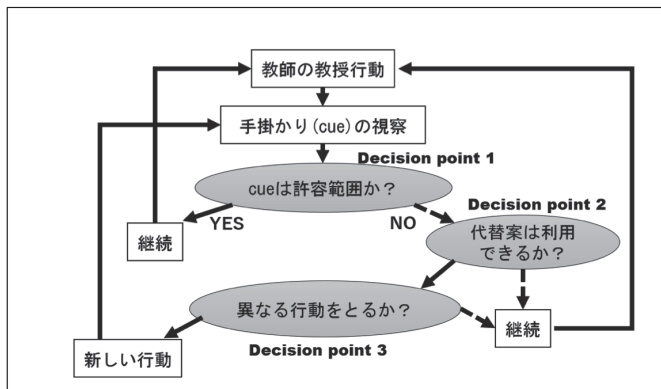 教師の教授行動
手掛かり(cue)の視察
Decision point 1
cueは許容範囲か？
Decision point 2
YES
NO
代替案は利用
できるか？
継続
異なる行動をとるか？
継続
Decision point 3
新しい行動